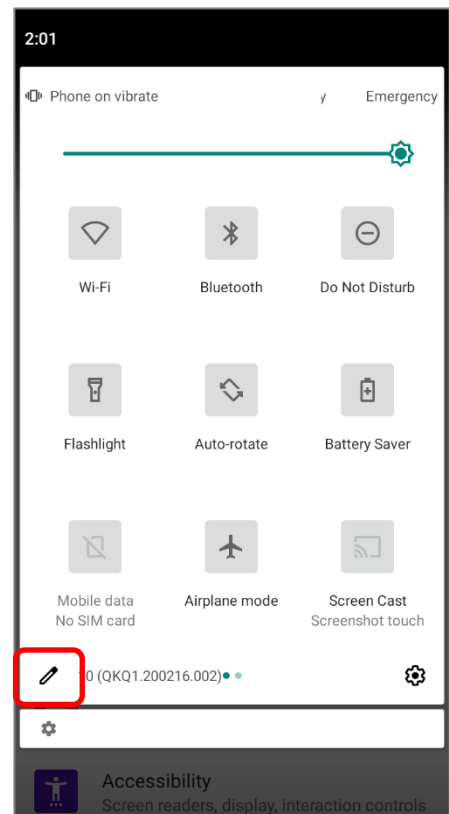 2:01
Phone on vibrate y Emergency
Wi-Fi Bluetooth Do Not Disturb
Flashlight Auto-rotate Battery Saver
Mobile data Airplane mode Screen Cast
No SIM card Screenshot touch
0 (QKQ1.200216.002)
Accessibility
Screen readers, display, interaction controls